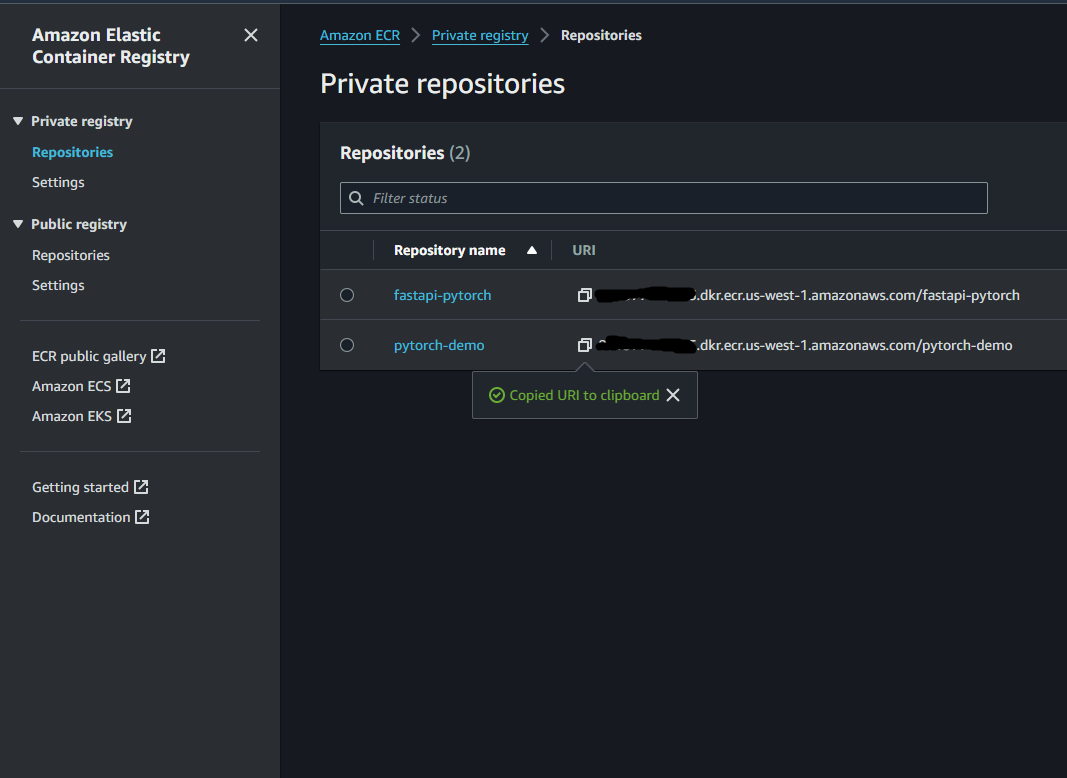 Amazon Elastic
Container Registry
Private registry
Repositories
Settings
Public registry
Repositories
Settings
ECR public gallery
Amazon ECS
Amazon EKS
Getting started
Documentation
Amazon ECR > Private registry > Repositories
Private repositories
Repositories (2)
Filter status
Repository name URI
fastapi-pytorch .dkr.ecr.us-west-1.amazonaws.com/fastapi-pytorch
pytorch-demo .dkr.ecr.us-west-1.amazonaws.com/pytorch-demo
Copied URI to clipboard